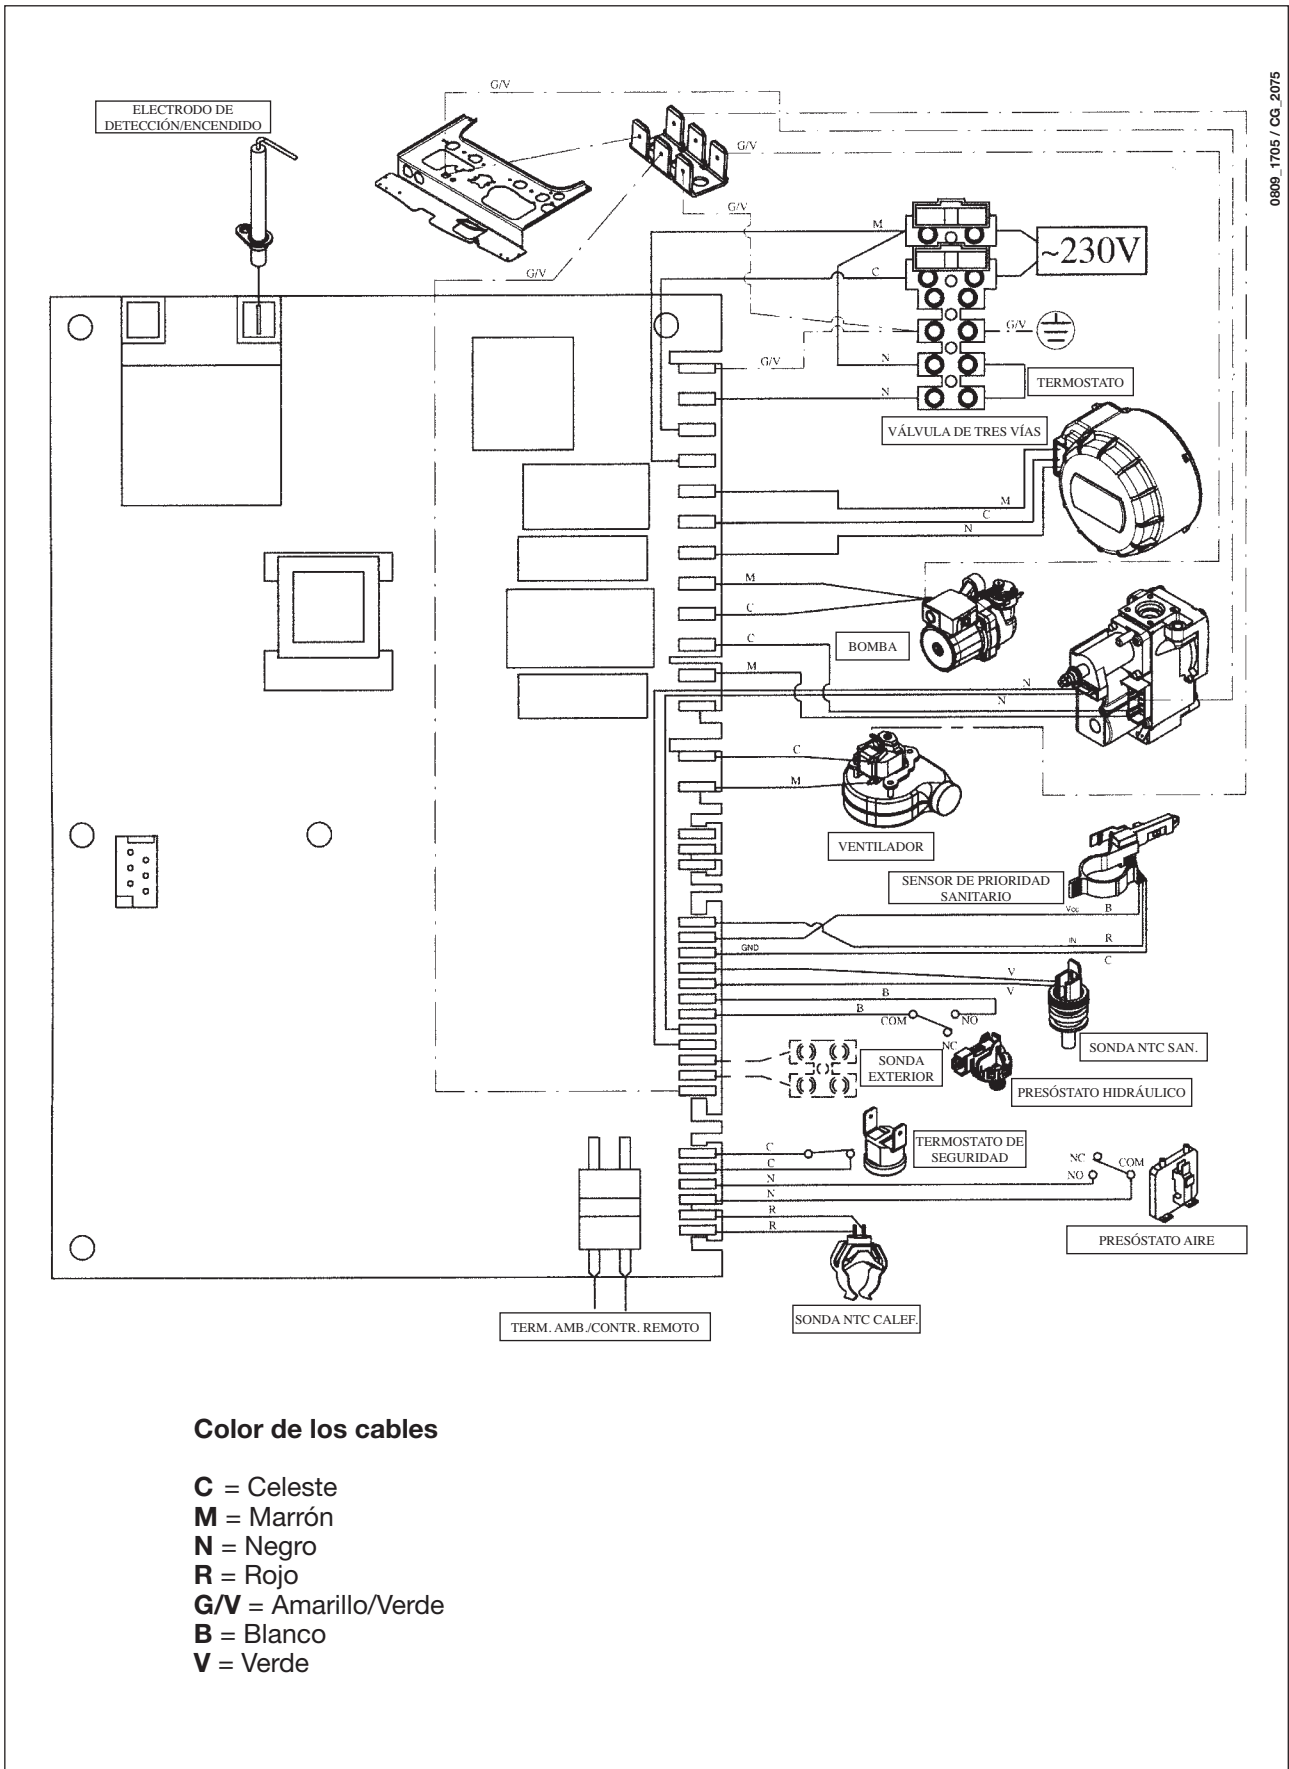 0809_1705 / CG_2075
G/V
ELECTRODO DE
DETECCIÓN/ENCENDIDO
G/V
G/V
M
~230V
G/V
C
G/V
G/V
N
TERMOSTATO
N
VÁLVULA DE TRES VÍAS
M
C
N
M
C
C
BOMBA
M
N
N
C
M
VENTILADOR
SENSOR DE PRIORIDAD
SANITARIO
Vcc B
IN R
GND
C
V
V
B
B
COM
NO
NC
SONDA NTC SAN.
SONDA
EXTERIOR
PRESÓSTATO HIDRÁULICO
TERMOSTATO DE
SEGURIDAD
C
C
NC
COM
NO
N
N
R
R
PRESÓSTATO AIRE
SONDA NTC CALEF.
TERM. AMB./CONTR. REMOTO
Color de los cables
C = Celeste
M = Marrón
N = Negro
R = Rojo
G/V = Amarillo/Verde
B = Blanco
V = Verde